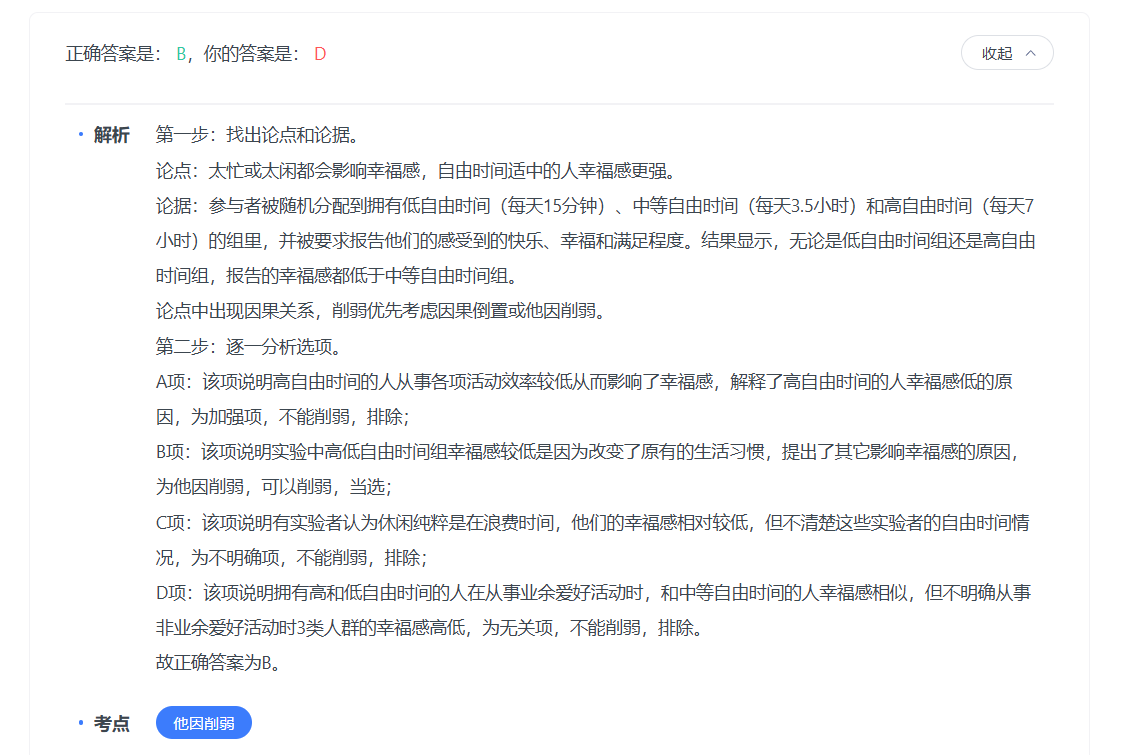 正确答案是： B，你的答案是： D
收起
解析
第一步：找出论点和论据。
论点：太忙或太闲都会影响幸福感，自由时间适中的人幸福感更强。
论据：参与者被随机分配到拥有低自由时间（每天15分钟）、中等自由时间（每天3.5小时）和高自由时间（每天7
小时）的组里，并被要求报告他们的感受到的快乐、幸福和满足程度。结果显示，无论是低自由时间组还是高自由
时间组，报告的幸福感都低于中等自由时间组。
论点中出现因果关系，削弱优先考虑因果倒置或他因削弱。
第二步：逐一分析选项。
A项：该项说明高自由时间的人从事各项活动效率较低从而影响了幸福感，解释了高自由时间的人幸福感低的原
因，为加强项，不能削弱，排除；
B项：该项说明实验中高低自由时间组幸福感较低是因为改变了原有的生活习惯，提出了其它影响幸福感的原因，
为他因削弱，可以削弱，当选；
C项：该项说明有实验者认为休闲纯粹是在浪费时间，他们的幸福感相对较低，但不清楚这些实验者的自由时间情
况，为不明确项，不能削弱，排除；
D项：该项说明拥有高和低自由时间的人在从事业余爱好活动时，和中等自由时间的人幸福感相似，但不明确从事
非业余爱好活动时3类人群的幸福感高低，为无关项，不能削弱，排除。
故正确答案为B。
考点
他因削弱